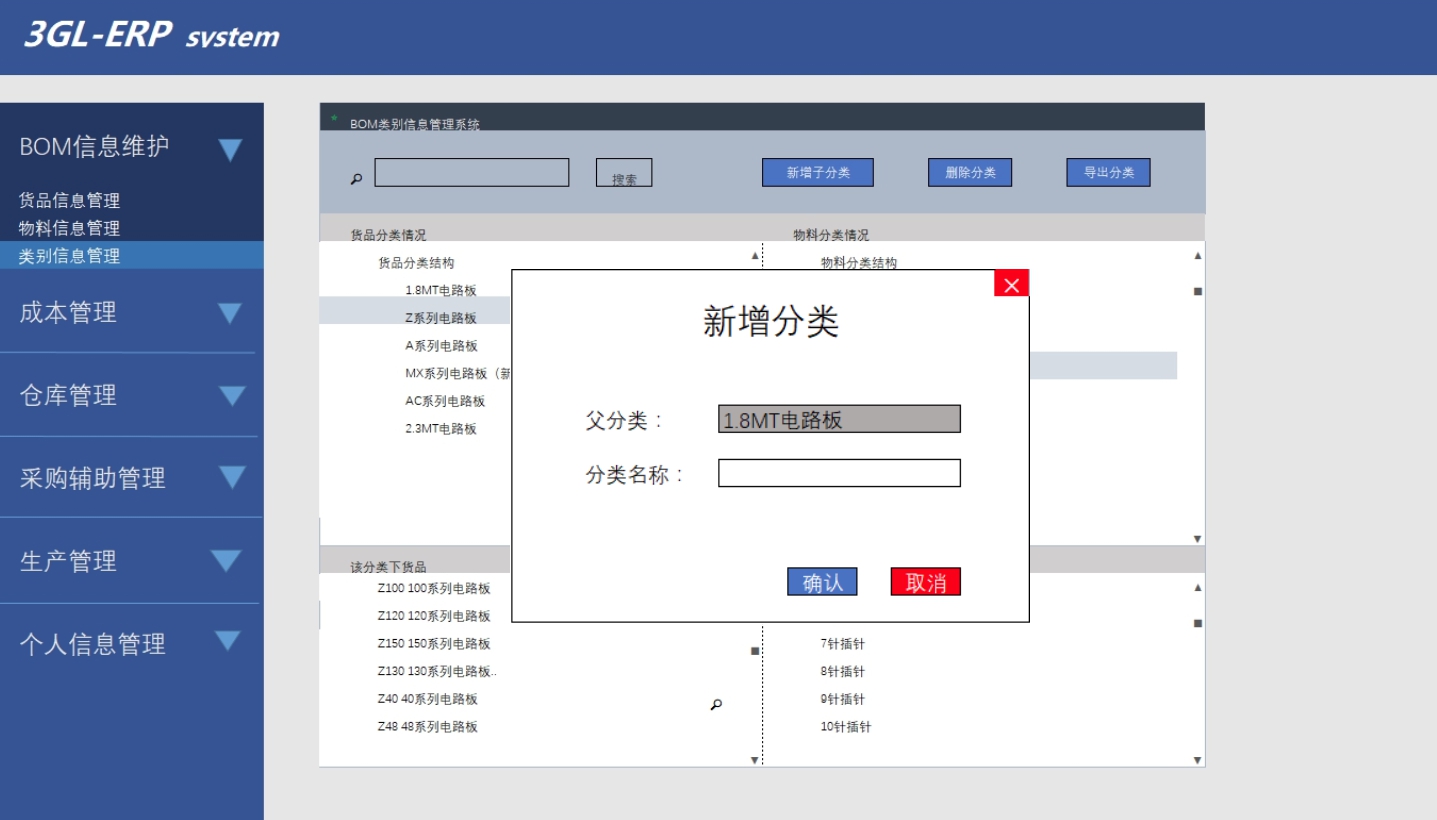 3GL-ERP system
BOM信息维护
货品信息管理
物料信息管理
类别信息管理
成本管理
仓库管理
采购辅助管理
生产管理
个人信息管理
BOM类别信息管理系统
搜索
新增子分类
删除分类
导出分类
货品分类情况
物料分类情况
货品分类结构
物料分类结构
1.8MT电路板
Z系列电路板
A系列电路板
MX系列电路板（新
AC系列电路板
2.3MT电路板
新增分类
父分类：
1.8MT电路板
分类名称：
确认
取消
该分类下货品
Z100 100系列电路板
Z120 120系列电路板
Z150 150系列电路板
Z130 130系列电路板..
Z40 40系列电路板
Z48 48系列电路板
7针插针
8针插针
9针插针
10针插针